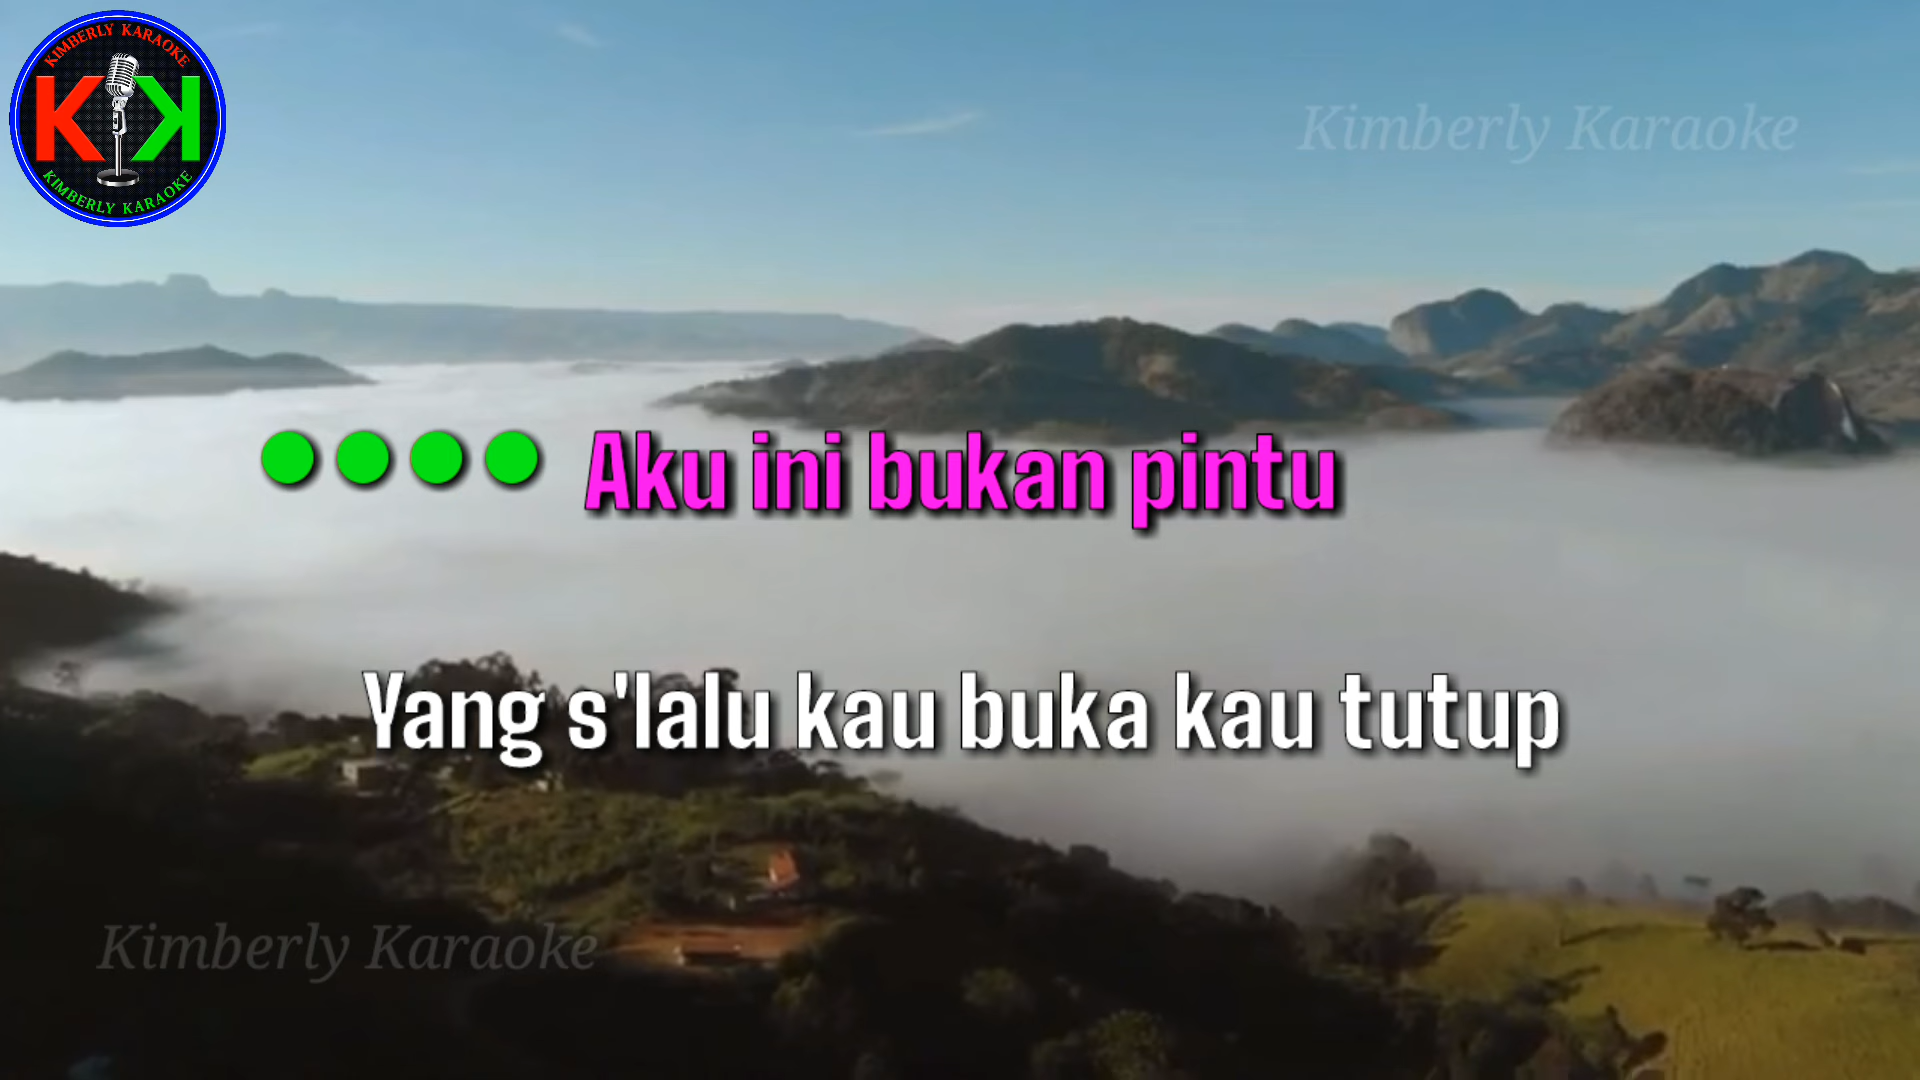 KIMBERLY KARAOKE
KK
KIMBERLY KARAOKE
Kimberly Karaoke
Aku ini bukan pintu
Yang s'lalu kau buka kau tutup
Kimberly Karaoke